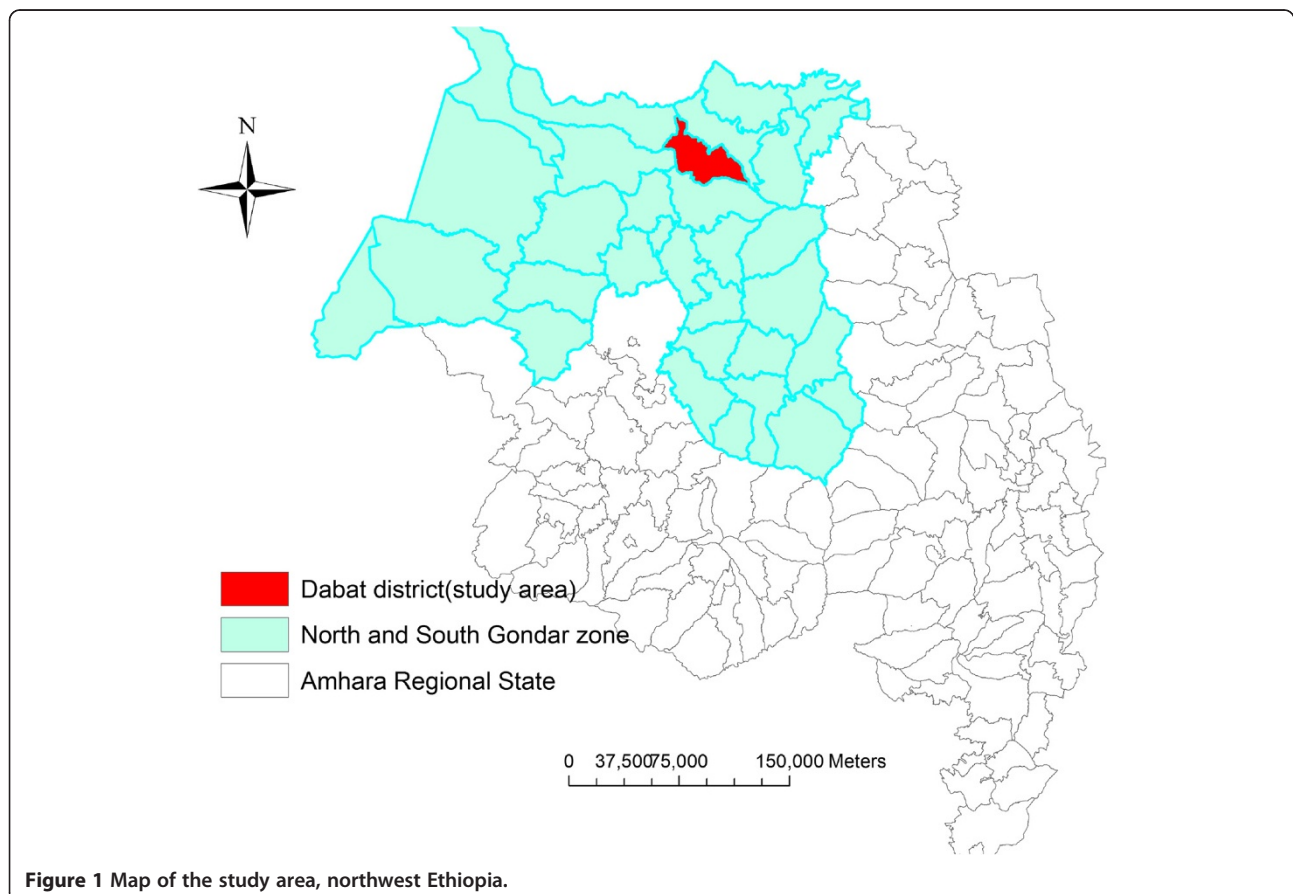 N
Dabat district(study area)
North and South Gondar zone
Amhara Regional State
0 37,50075,000 150,000 Meters
Figure 1 Map of the study area, northwest Ethiopia.